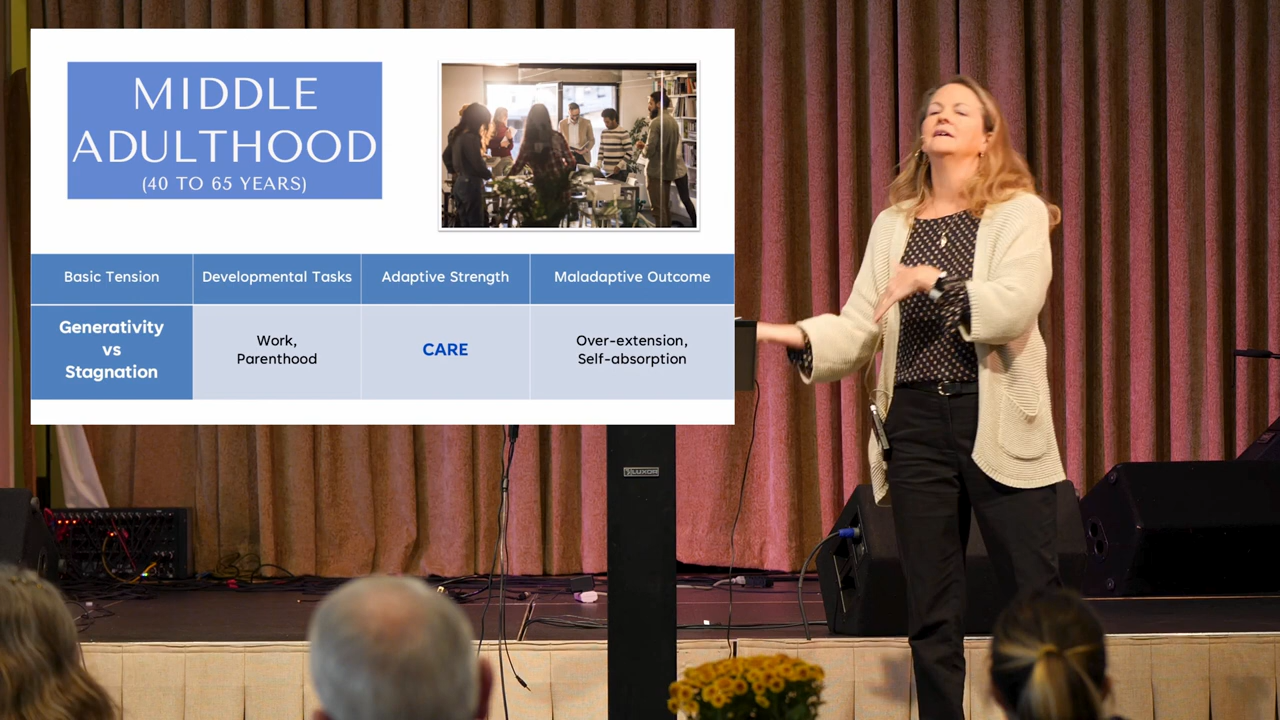 MIDDLE
ADULTHOOD
(40 TO 65 YEARS)
Basic Tension
Developmental Tasks
Adaptive Strength
Maladaptive Outcome
Generativity
vs
Stagnation
Work,
Parenthood
CARE
Over-extension,
Self-absorption
LUXOR